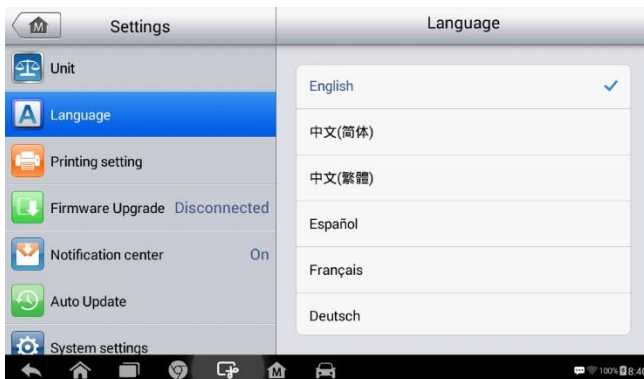 Settings
Language
Unit
Language
Printing setting
Firmware Upgrade Disconnected
Notification center On
Auto Update
System settings
English
中文(简体)
中文(繁體)
Español
Français
Deutsch
100%